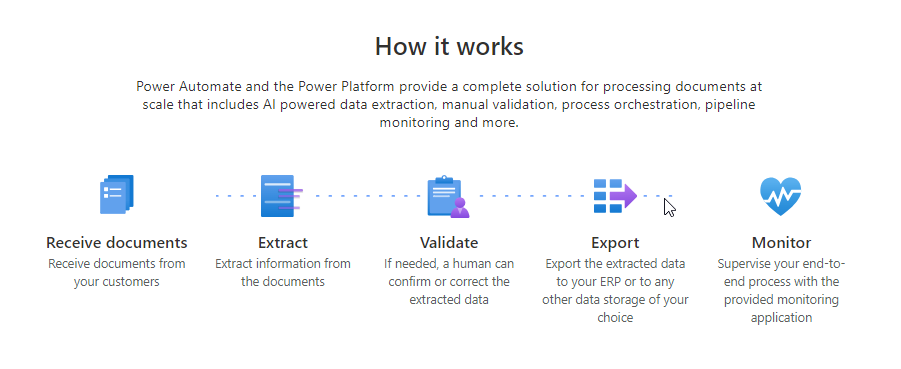 How it works
Power Automate and the Power Platform provide a complete solution for processing documents at
scale that includes AI powered data extraction, manual validation, process orchestration, pipeline
monitoring and more.
Receive documents
Receive documents from
your customers
Extract
Extract information from
the documents
Validate
If needed, a human can
confirm or correct the
extracted data
Export
Export the extracted data
to your ERP or to any
other data storage of your
choice
Monitor
Supervise your end-to-
end process with the
provided monitoring
application